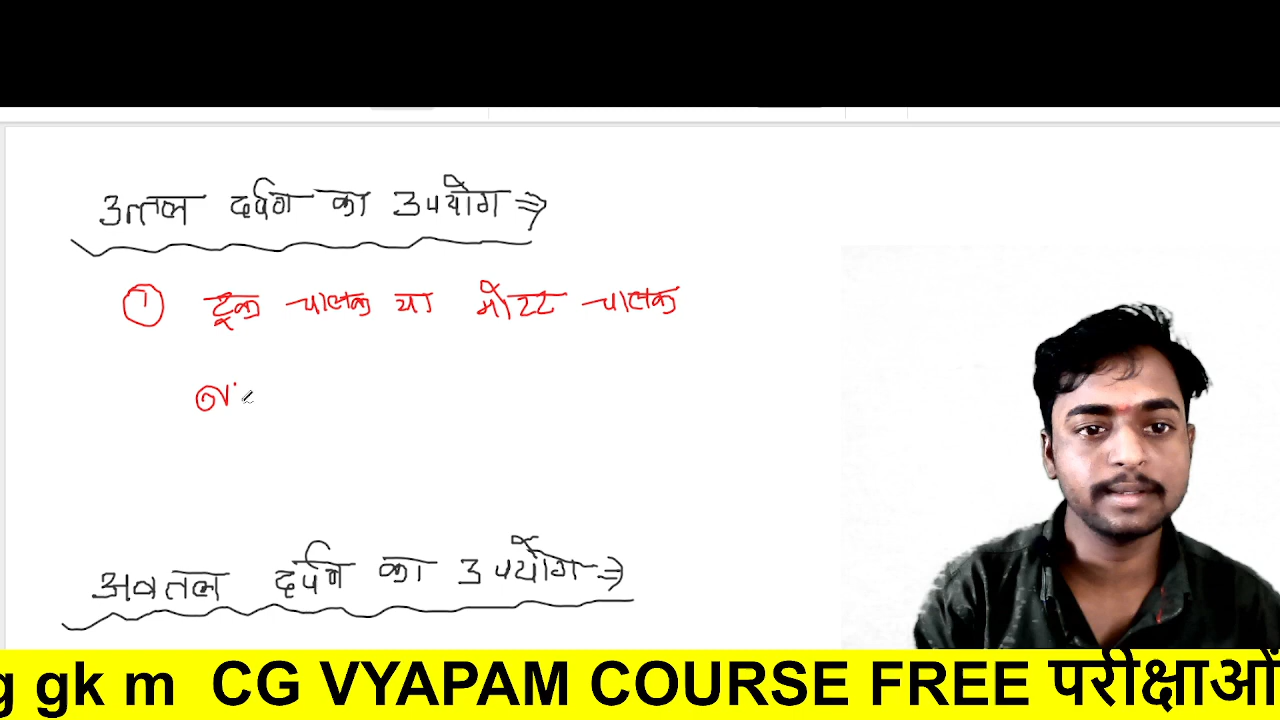 उत्तल दर्पण का उपयोग ⇒
① ट्रक चालक या मोटर चालक
अवतल दर्पण का उपयोग ⇒
g gk m CG VYAPAM COURSE FREE परीक्षाओं